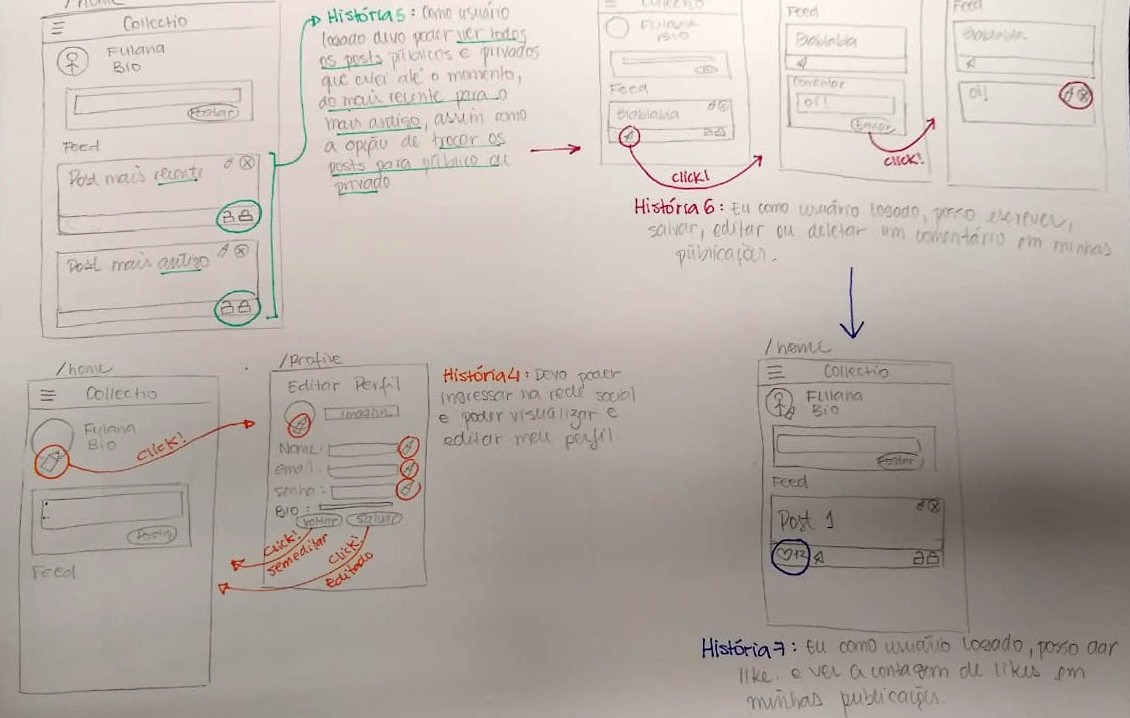 /home
Collectio
Fulana
Bio
Postar
Feed
Post mais recente
Post mais antigo
História 5: Como usuário
logado devo poder ver todos
os posts públicos e privados
que criei até o momento,
do mais recente para o
mais antigo, assim como
a opção de trocar os
posts para público ou
privado
Collectio
Fulana
Bio
Feed
Blablabla
click!
Feed
Blablabla
Comentar
Oi!
Enviar
click!
Feed
Blablabla
Oi!
História 6: Eu como usuário logado, posso escrever,
salvar, editar ou deletar um comentário em minhas
públicações.
/home
Collectio
Fulana
Bio
Click!
Postar
Feed
/profile
Editar Perfil
Nome:
email:
senha:
BIO:
Voltar
Salvar
Click!
sem editar
Click!
Editado
História 4: Devo poder
ingressar na rede social
e poder visualizar e
editar meu perfil.
/home
Collectio
Fulana
Bio
Postar
Feed
Post 1
12
História 7: Eu como usuário logado, posso dar
like. e ver a contagem de likes em
minhas publicações.